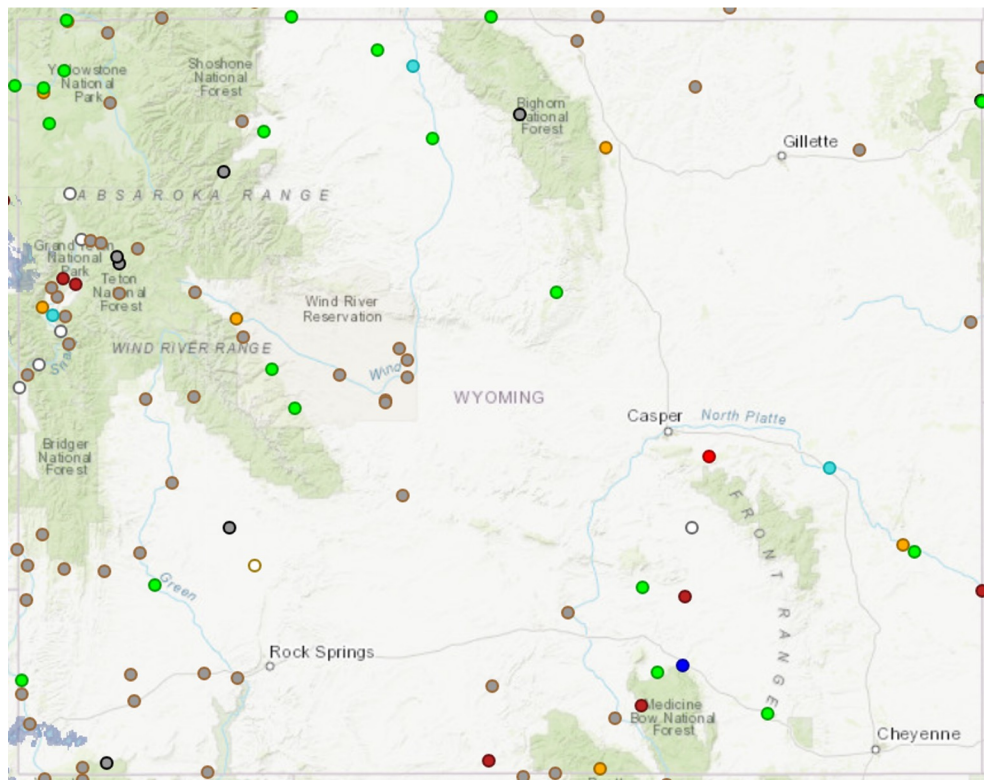 Yellowstone
National
Park
Shoshone
National
Forest
Bighorn
National
Forest
Gillette
ABSAROKA RANGE
Grand Teton
National
Park
Teton
National
Forest
Wind River
Reservation
WIND RIVER RANGE
Snake
Wind
WYOMING
Casper
North Platte
Bridger
National
Forest
FRONT RANGE
Green
Rock Springs
Medicine
Bow National
Forest
Cheyenne